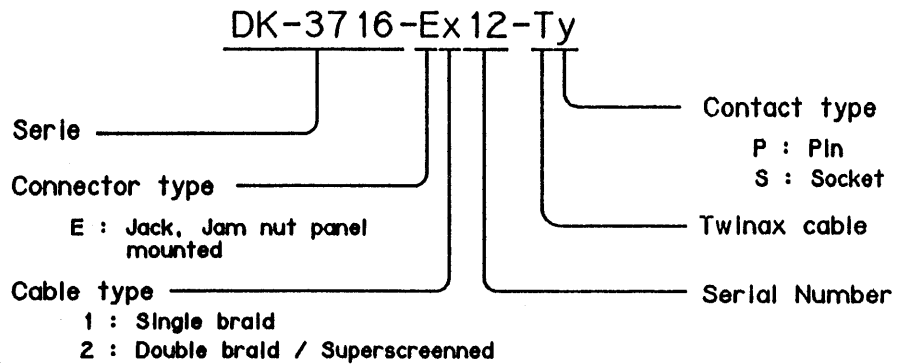 DK-3716-Ex12-Ty
Serie
Connector type
E : Jack, Jam nut panel
mounted
Cable type
1 : Single braid
2 : Double braid / Superscreenned
Contact type
P : Pin
S : Socket
Twinax cable
Serial Number